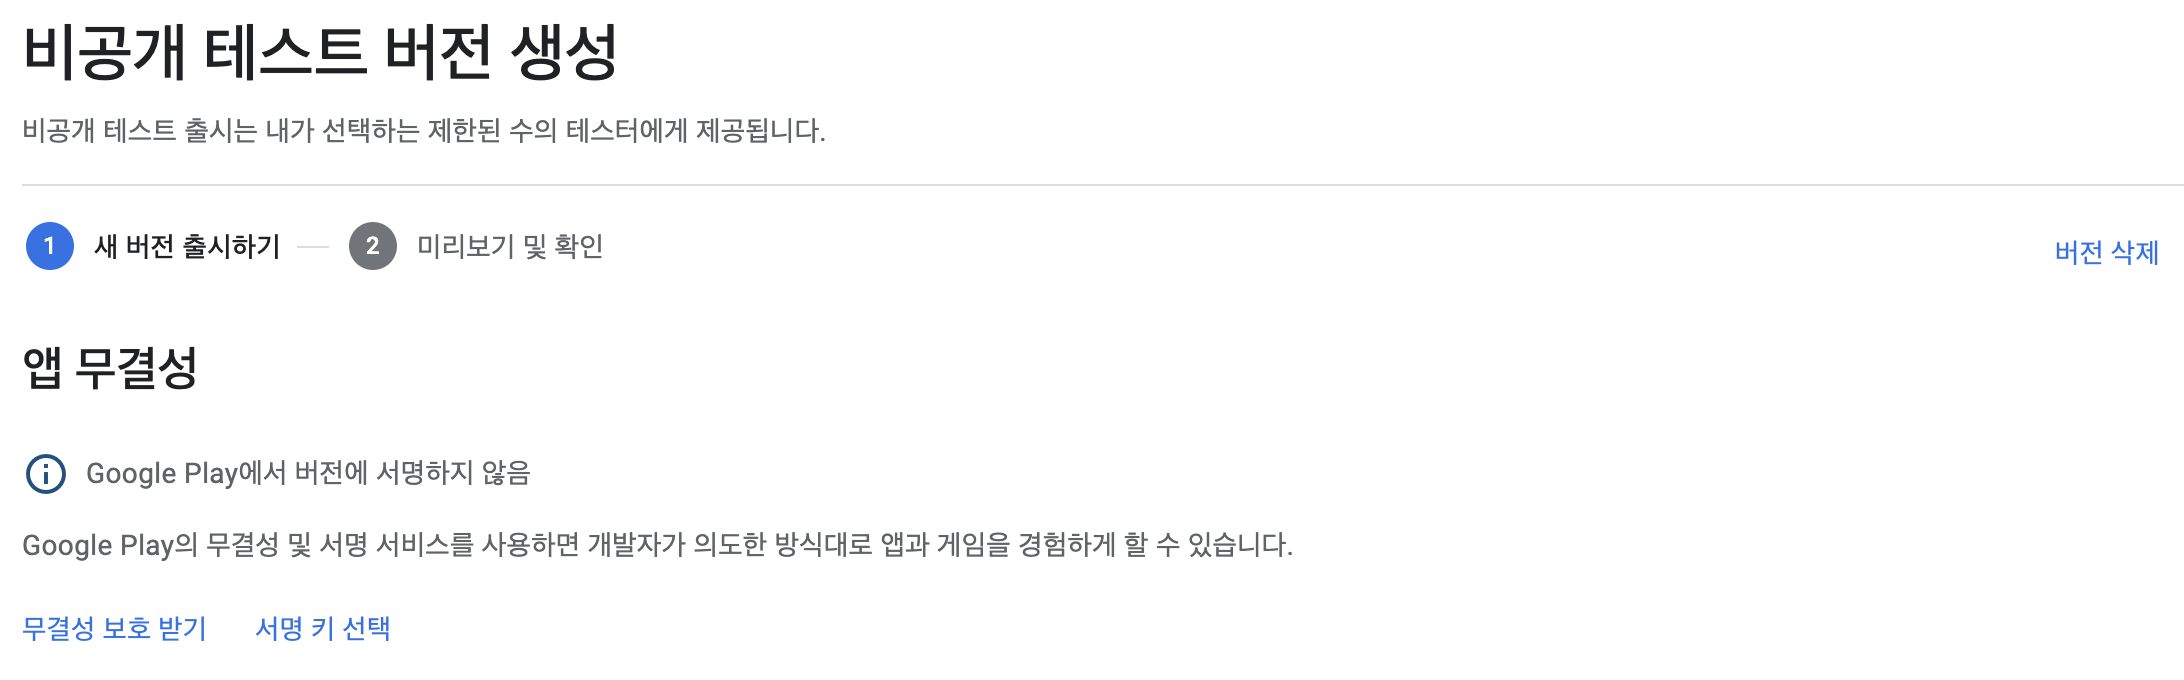 비공개 테스트 버전 생성
비공개 테스트 출시는 내가 선택하는 제한된 수의 테스터에게 제공됩니다.
1 새 버전 출시하기 2 미리보기 및 확인 버전 삭제
앱 무결성
Google Play에서 버전에 서명하지 않음
Google Play의 무결성 및 서명 서비스를 사용하면 개발자가 의도한 방식대로 앱과 게임을 경험하게 할 수 있습니다.
무결성 보호 받기 서명 키 선택